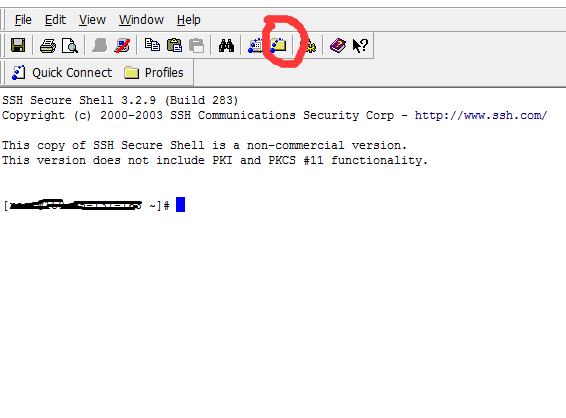 File Edit View Window Help
Quick Connect Profiles
SSH Secure Shell 3.2.9 (Build 283)
Copyright (c) 2000-2003 SSH Communications Security Corp - http://www.ssh.com/
This copy of SSH Secure Shell is a non-commercial version.
This version does not include PKI and PKCS #11 functionality.
[ ~]#